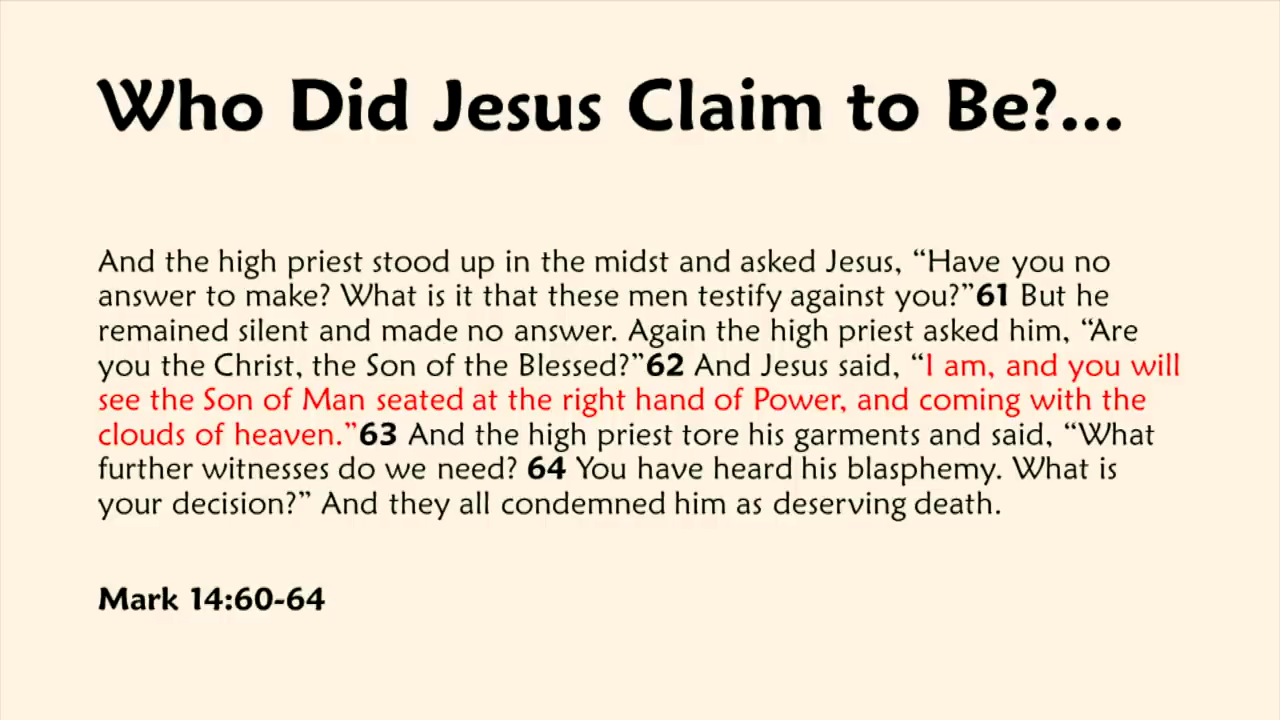 Who Did Jesus Claim to Be?...
And the high priest stood up in the midst and asked Jesus, “Have you no
answer to make? What is it that these men testify against you?”61 But he
remained silent and made no answer. Again the high priest asked him, “Are
you the Christ, the Son of the Blessed?”62 And Jesus said, “I am, and you will
see the Son of Man seated at the right hand of Power, and coming with the
clouds of heaven.”63 And the high priest tore his garments and said, “What
further witnesses do we need? 64 You have heard his blasphemy. What is
your decision?” And they all condemned him as deserving death.
Mark 14:60-64